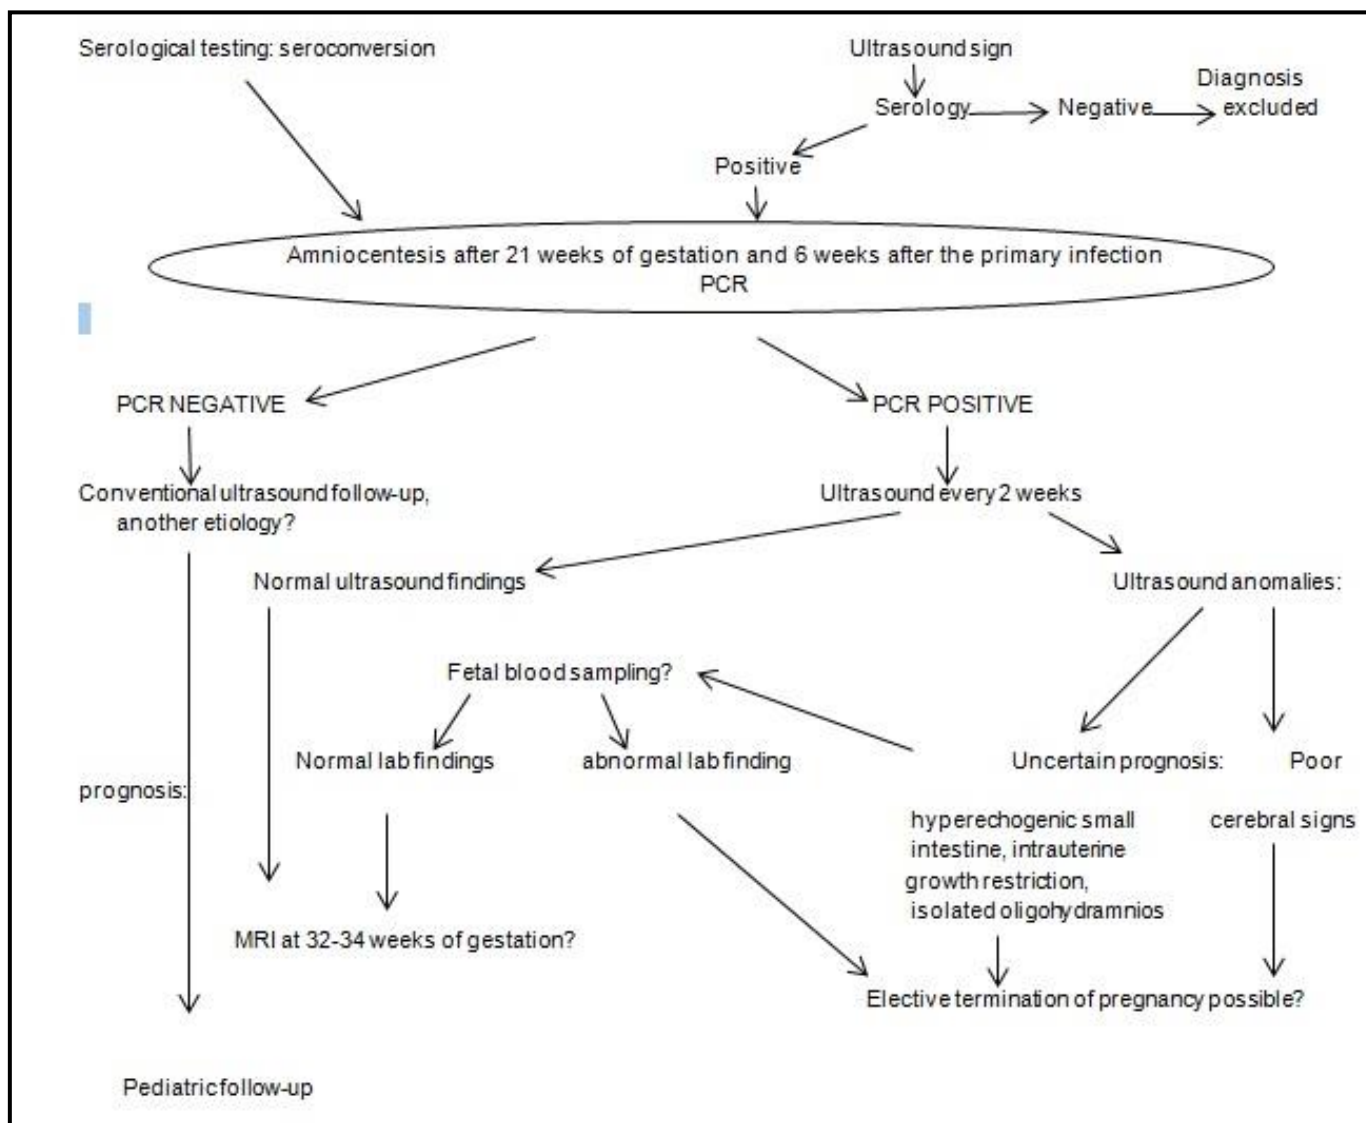 Serological testing: seroconversion
Ultrasound sign
Diagnosis
Serology
Negative
excluded
Positive
Amniocentesis after 21 weeks of gestation and 6 weeks after the primary infection
PCR
PCR NEGATIVE
PCR POSITIVE
Conventional ultrasound follow-up,
another etiology?
Ultrasound every 2 weeks
Normal ultrasound findings
Ultrasound anomalies:
Fetal blood sampling?
Normal lab findings
abnormal lab finding
Uncertain prognosis:
Poor
prognosis:
hyperechogenic small
intestine, intrauterine
growth restriction,
isolated oligohydramnios
cerebral signs
MRI at 32-34 weeks of gestation?
Elective termination of pregnancy possible?
Pediatric follow-up